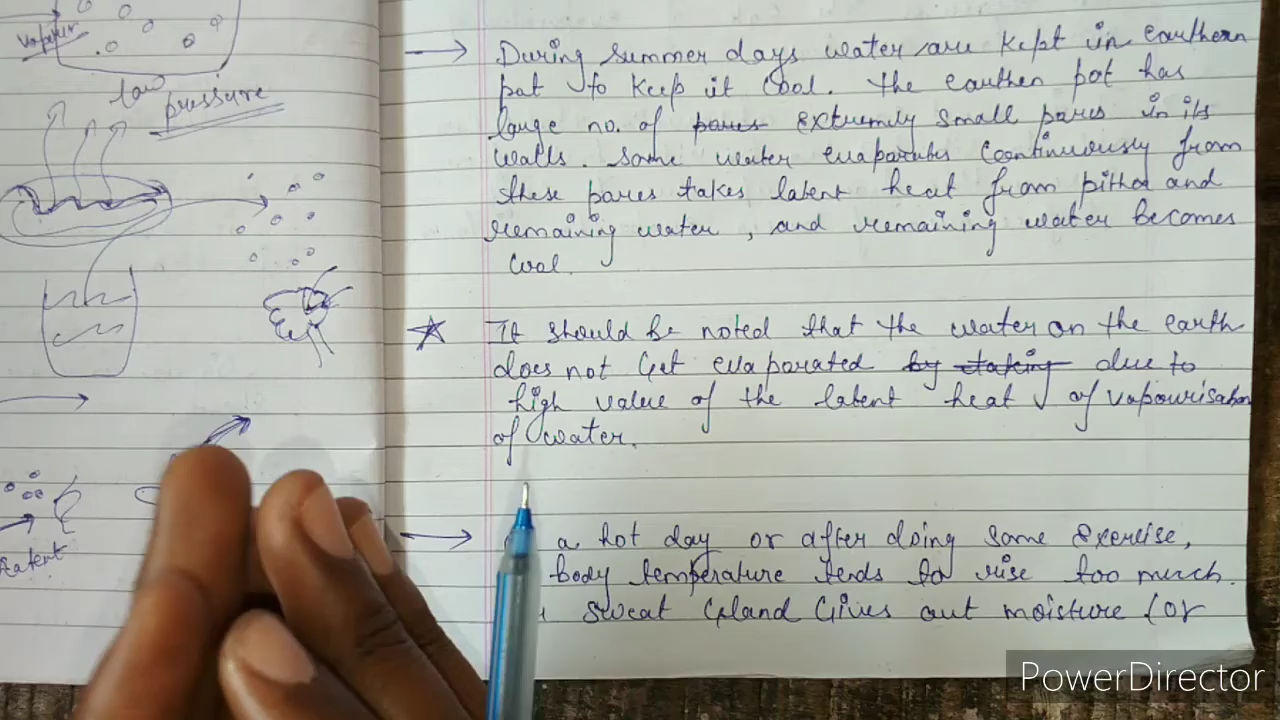 vapour
low
pressure
Latent
→ During summer days water are kept in earthern
pot to keep it cool. The earthen pot has
large no. of pores extremely small pores in its
walls. Some water evaporates continuously from
these pores takes latent heat from pithor and
remaining water, and remaining water becomes
cool.
☆ It should be noted that the water on the earth
does not get evaporated by taking due to
high value of the latent heat of vapourisation
of water.
→ a hot day or after doing some exercise,
body temperature tends to rise too much.
sweat gland gives out moisture (or
PowerDirector